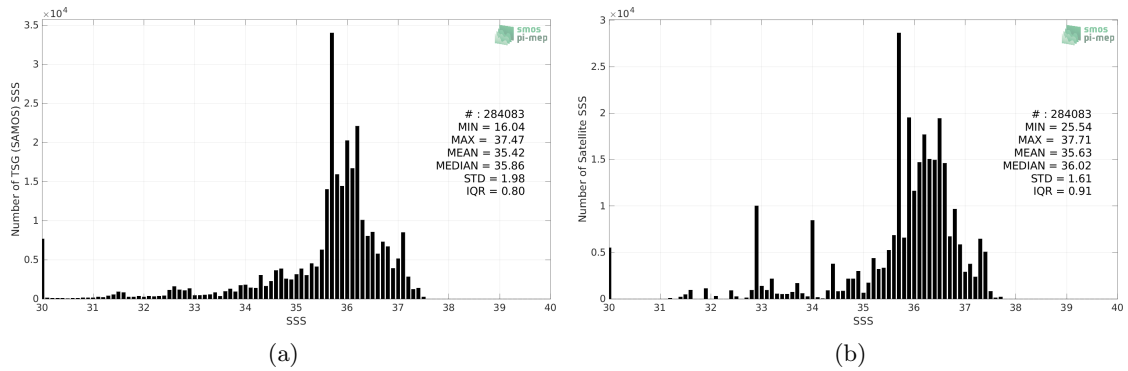 ×10⁴
3.5
3
2.5
2
1.5
1
0.5
0
30 31 32 33 34 35 36 37 38 39 40
SSS
Number of TSG (SAMOS) SSS
smos
pi-mep
# : 284083
MIN = 16.04
MAX = 37.47
MEAN = 35.42
MEDIAN = 35.86
STD = 1.98
IQR = 0.80
(a)
×10⁴
3
2.5
2
1.5
1
0.5
0
30 31 32 33 34 35 36 37 38 39 40
SSS
Number of Satellite SSS
smos
pi-mep
# : 284083
MIN = 25.54
MAX = 37.71
MEAN = 35.63
MEDIAN = 36.02
STD = 1.61
IQR = 0.91
(b)